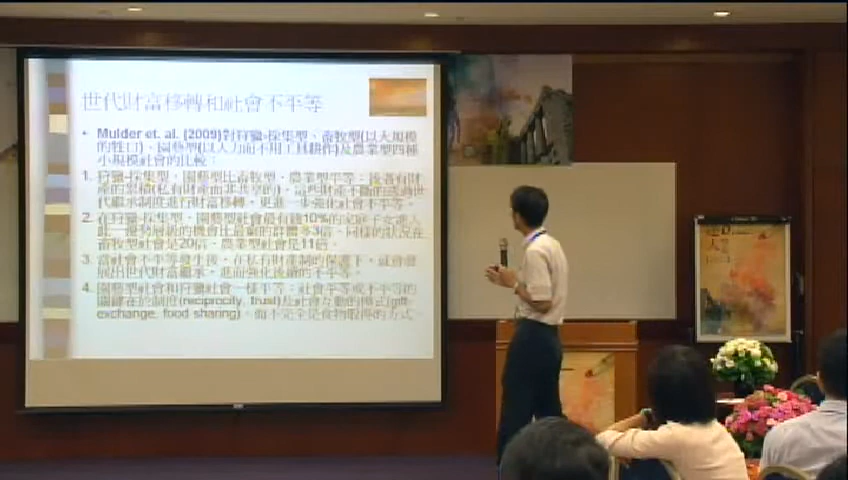 世代財富移轉和社會不平等
Mulder et. al. (2009)對狩獵-採集型、畜牧型(以大規模
的牲口)、園藝型(以人力而不用工具耕作)及農業型四種
小規模社會的比較：
1. 狩獵-採集型，園藝型比畜牧型，農業型平等：後者有財
產的累積(私有財產而非共享的)，這些財產不斷的透過世
代繼承制度進行財富移轉，更進一步強化社會不平等。
2. 在狩獵-採集型，園藝型社會最有錢10%的家庭子女進入
此一優勢層級的機會比最窮的群體多3倍，同樣的狀況在
畜牧型社會是20倍，農業型社會是11倍。
3. 當社會不平等發生後，在私有財產制的保護下，就會發
展出世代財富繼承，進而強化後續的不平等。
4. 園藝型社會和狩獵社會一樣平等：社會平等或不平等的
關鍵在於制度(reciprocity, trust)及社會互動的模式(gift-
exchange, food sharing)，而不完全是食物取得的方式。